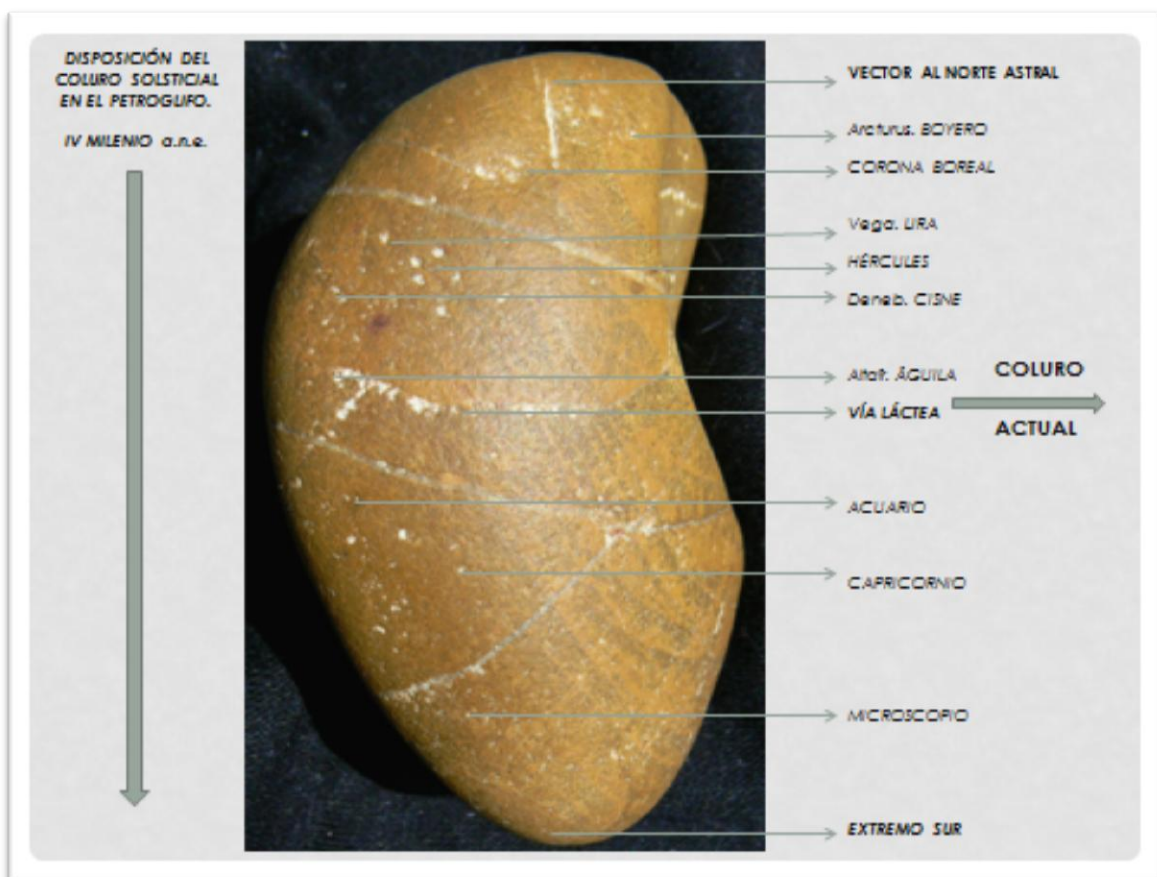 DISPOSICIÓN DEL
COLURO SOLSTICIAL
EN EL PETROGLIFO.
IV MILENIO a.n.e.
VECTOR AL NORTE ASTRAL
Arcturus. BOYERO
CORONA BOREAL
Vega. LIRA
HÉRCULES
Deneb. CISNE
Altair. ÁGUILA
VÍA LÁCTEA
COLURO
ACTUAL
ACUARIO
CAPRICORNIO
MICROSCOPIO
EXTREMO SUR